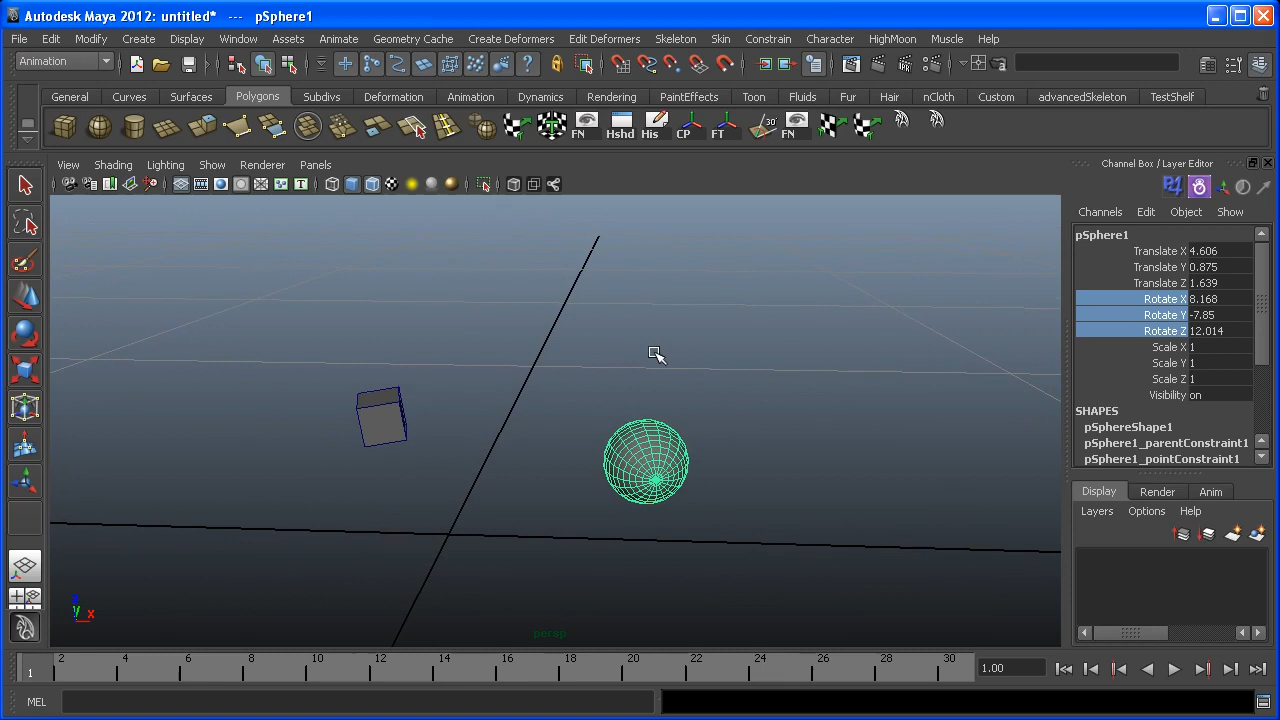 Autodesk Maya 2012: untitled* --- pSphere1
File Edit Modify Create Display Window Assets Animate Geometry Cache Create Deformers Edit Deformers Skeleton Skin Constrain Character HighMoon Muscle Help
Animation
General Curves Surfaces Polygons Subdivs Deformation Animation Dynamics Rendering PaintEffects Toon Fluids Fur Hair nCloth Custom advancedSkeleton TestShelf
FN Hshd His CP FT 30 FN
View Shading Lighting Show Renderer Panels
Channel Box / Layer Editor
Channels Edit Object Show
pSphere1
Translate X 4.606
Translate Y 0.875
Translate Z 1.639
Rotate X 8.168
Rotate Y -7.85
Rotate Z 12.014
Scale X 1
Scale Y 1
Scale Z 1
Visibility on
SHAPES
pSphereShape1
pSphere1_parentConstraint1
pSphere1_pointConstraint1
Display Render Anim
Layers Options Help
y x
persp
1 2 4 6 8 10 12 14 16 18 20 22 24 26 28 30 1.00
MEL